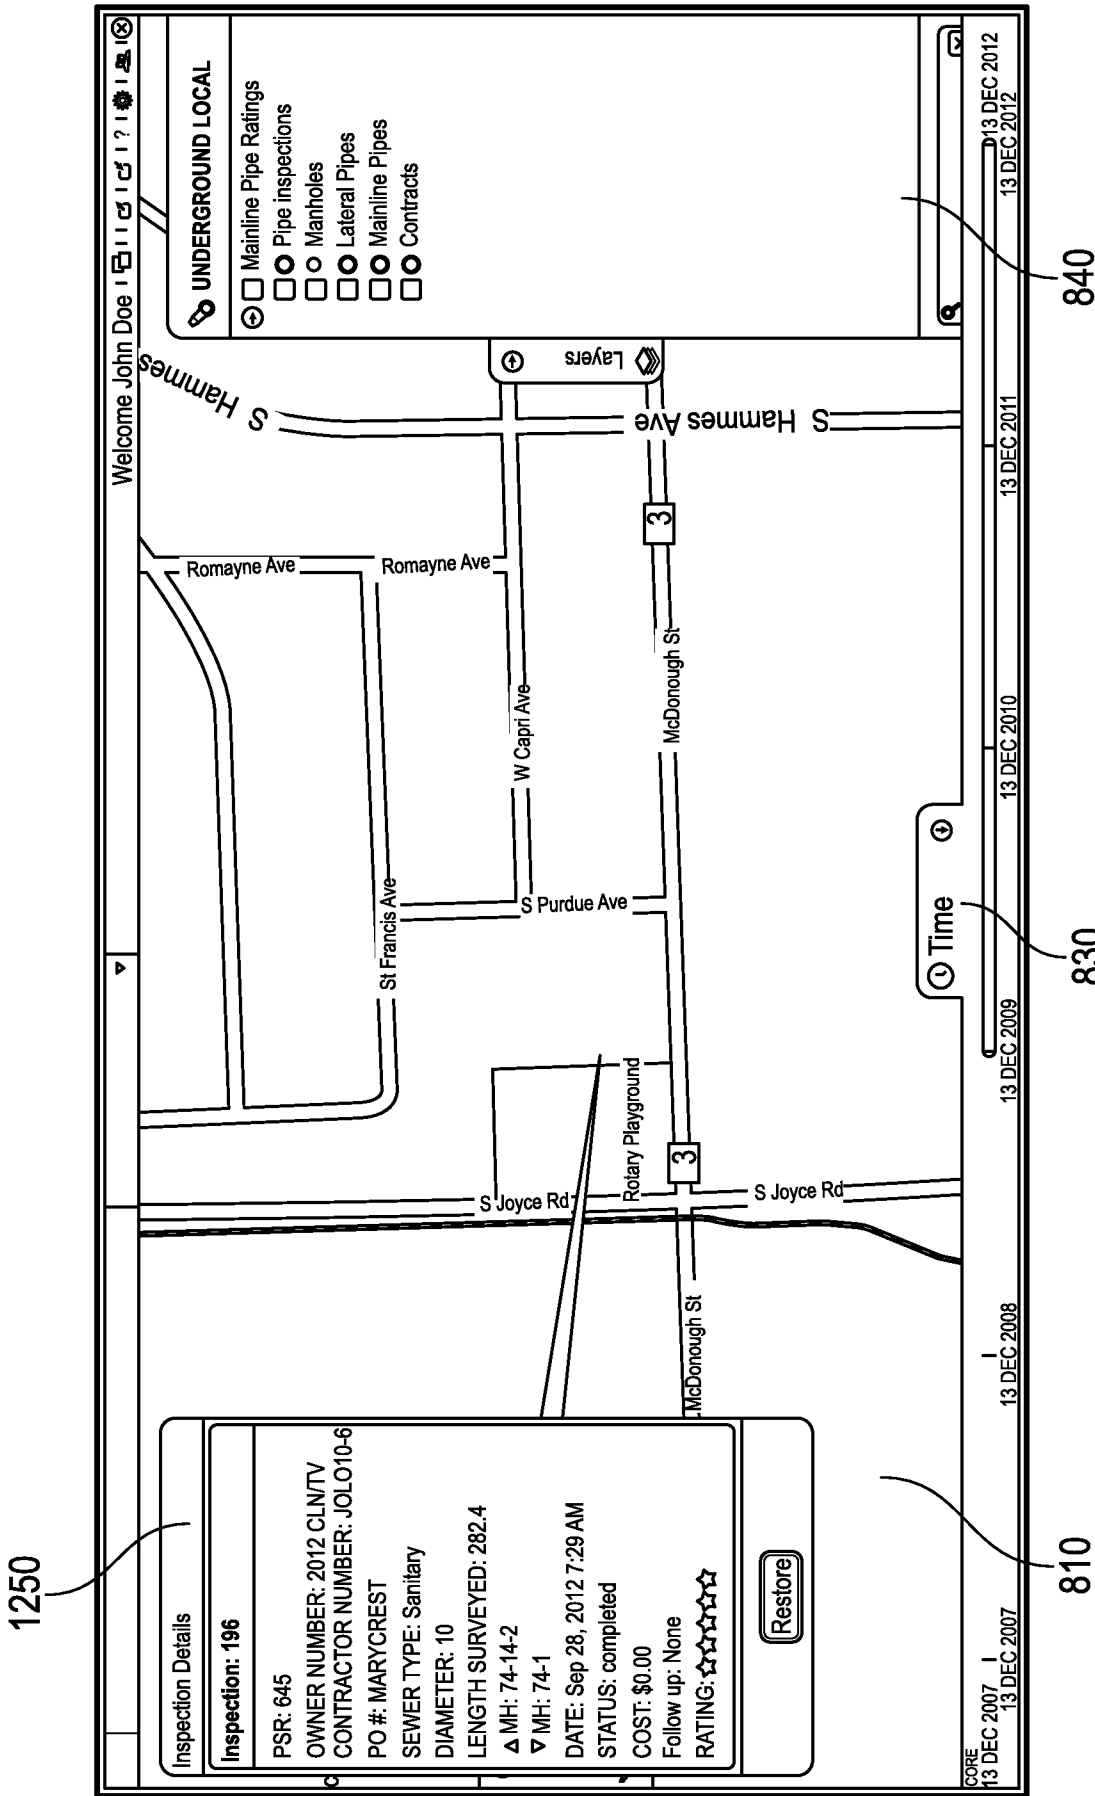 1250
Welcome John Doe
?
Inspection Details
Inspection: 196
PSR: 645
OWNER NUMBER: 2012 CLN/TV
CONTRACTOR NUMBER: JOLO10-6
PO #: MARYCREST
SEWER TYPE: Sanitary
DIAMETER: 10
LENGTH SURVEYED: 282.4
△ MH: 74-14-2
▽ MH: 74-1
DATE: Sep 28, 2012 7:29 AM
STATUS: completed
COST: $0.00
Follow up: None
RATING: ☆☆☆☆☆
Restore
Romayne Ave
Romayne Ave
St Francis Ave
W Capri Ave
S Purdue Ave
S Joyce Rd
Rotary Playground
S Joyce Rd
McDonough St
McDonough St
3
3
S Hammes
S Hammes Ave
Layers
UNDERGROUND LOCAL
Mainline Pipe Ratings
Pipe inspections
Manholes
Lateral Pipes
Mainline Pipes
Contracts
Time
CORE
13 DEC 2007
13 DEC 2012
13 DEC 2007
13 DEC 2008
13 DEC 2009
13 DEC 2010
13 DEC 2011
13 DEC 2012
810
830
840